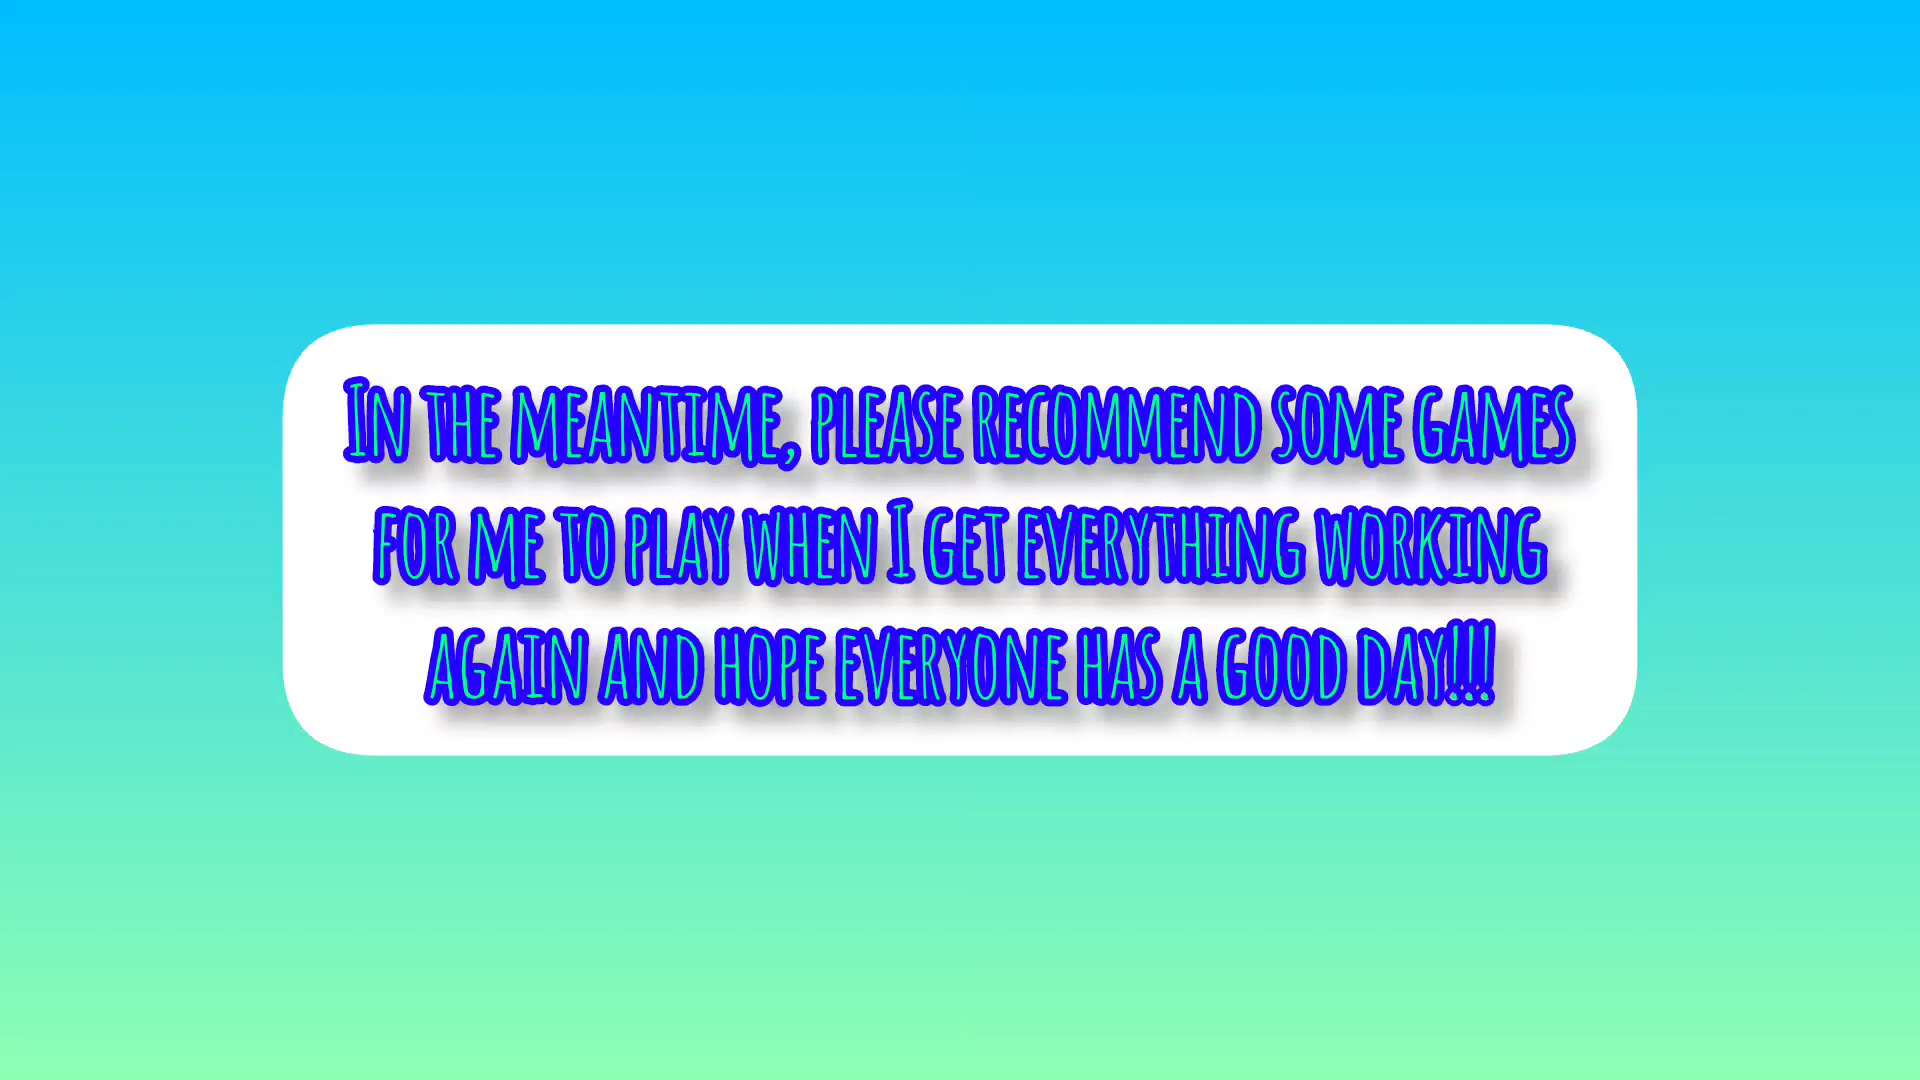 In the meantime, please recommend some games
for me to play when I get everything working
again and hope everyone has a good day!!!